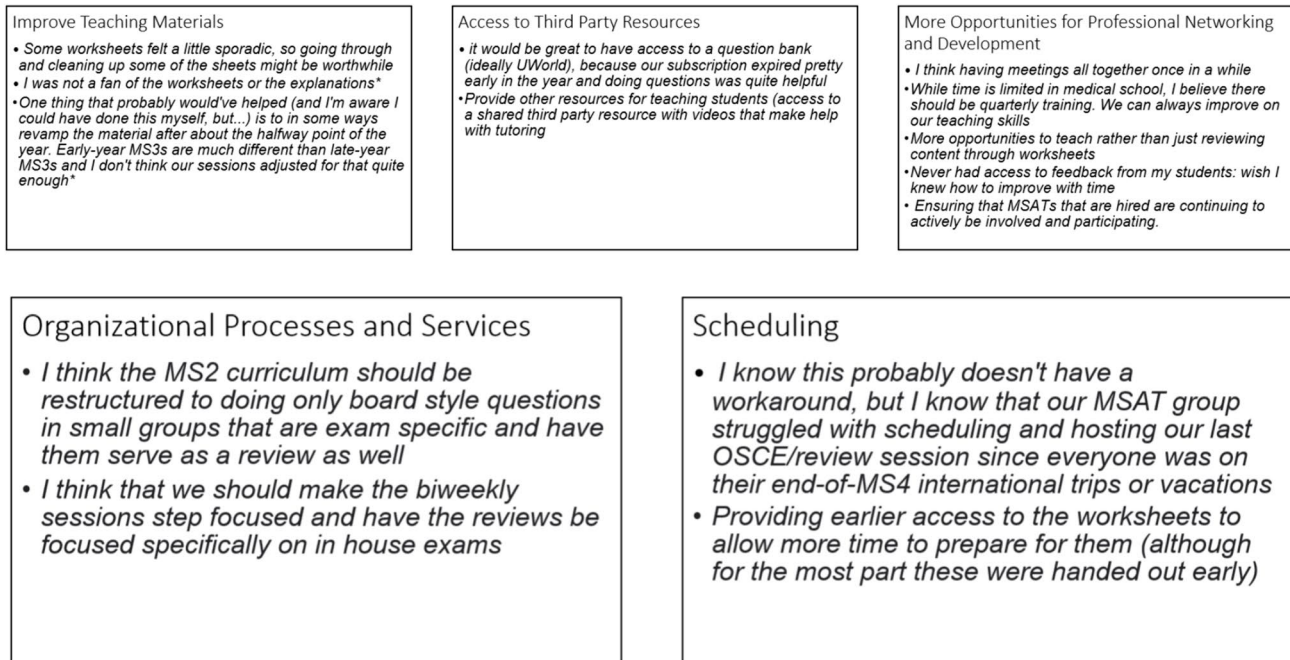 Improve Teaching Materials
• Some worksheets felt a little sporadic, so going through
and cleaning up some of the sheets might be worthwhile
• I was not a fan of the worksheets or the explanations*
•One thing that probably would've helped (and I'm aware I
could have done this myself, but...) is to in some ways
revamp the material after about the halfway point of the
year. Early-year MS3s are much different than late-year
MS3s and I don't think our sessions adjusted for that quite
enough*
Access to Third Party Resources
• it would be great to have access to a question bank
(ideally UWorld), because our subscription expired pretty
early in the year and doing questions was quite helpful
•Provide other resources for teaching students (access to
a shared third party resource with videos that make help
with tutoring
More Opportunities for Professional Networking
and Development
• I think having meetings all together once in a while
•While time is limited in medical school, I believe there
should be quarterly training. We can always improve on
our teaching skills
•More opportunities to teach rather than just reviewing
content through worksheets
•Never had access to feedback from my students: wish I
knew how to improve with time
• Ensuring that MSATs that are hired are continuing to
actively be involved and participating.
Organizational Processes and Services
• I think the MS2 curriculum should be
restructured to doing only board style questions
in small groups that are exam specific and have
them serve as a review as well
• I think that we should make the biweekly
sessions step focused and have the reviews be
focused specifically on in house exams
Scheduling
• I know this probably doesn't have a
workaround, but I know that our MSAT group
struggled with scheduling and hosting our last
OSCE/review session since everyone was on
their end-of-MS4 international trips or vacations
• Providing earlier access to the worksheets to
allow more time to prepare for them (although
for the most part these were handed out early)